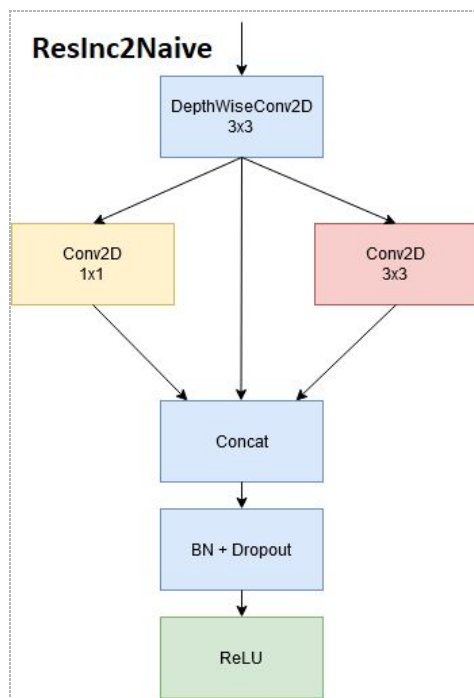 ResInc2Naive
DepthWiseConv2D
3x3
Conv2D
1x1
Conv2D
3x3
Concat
BN + Dropout
ReLU